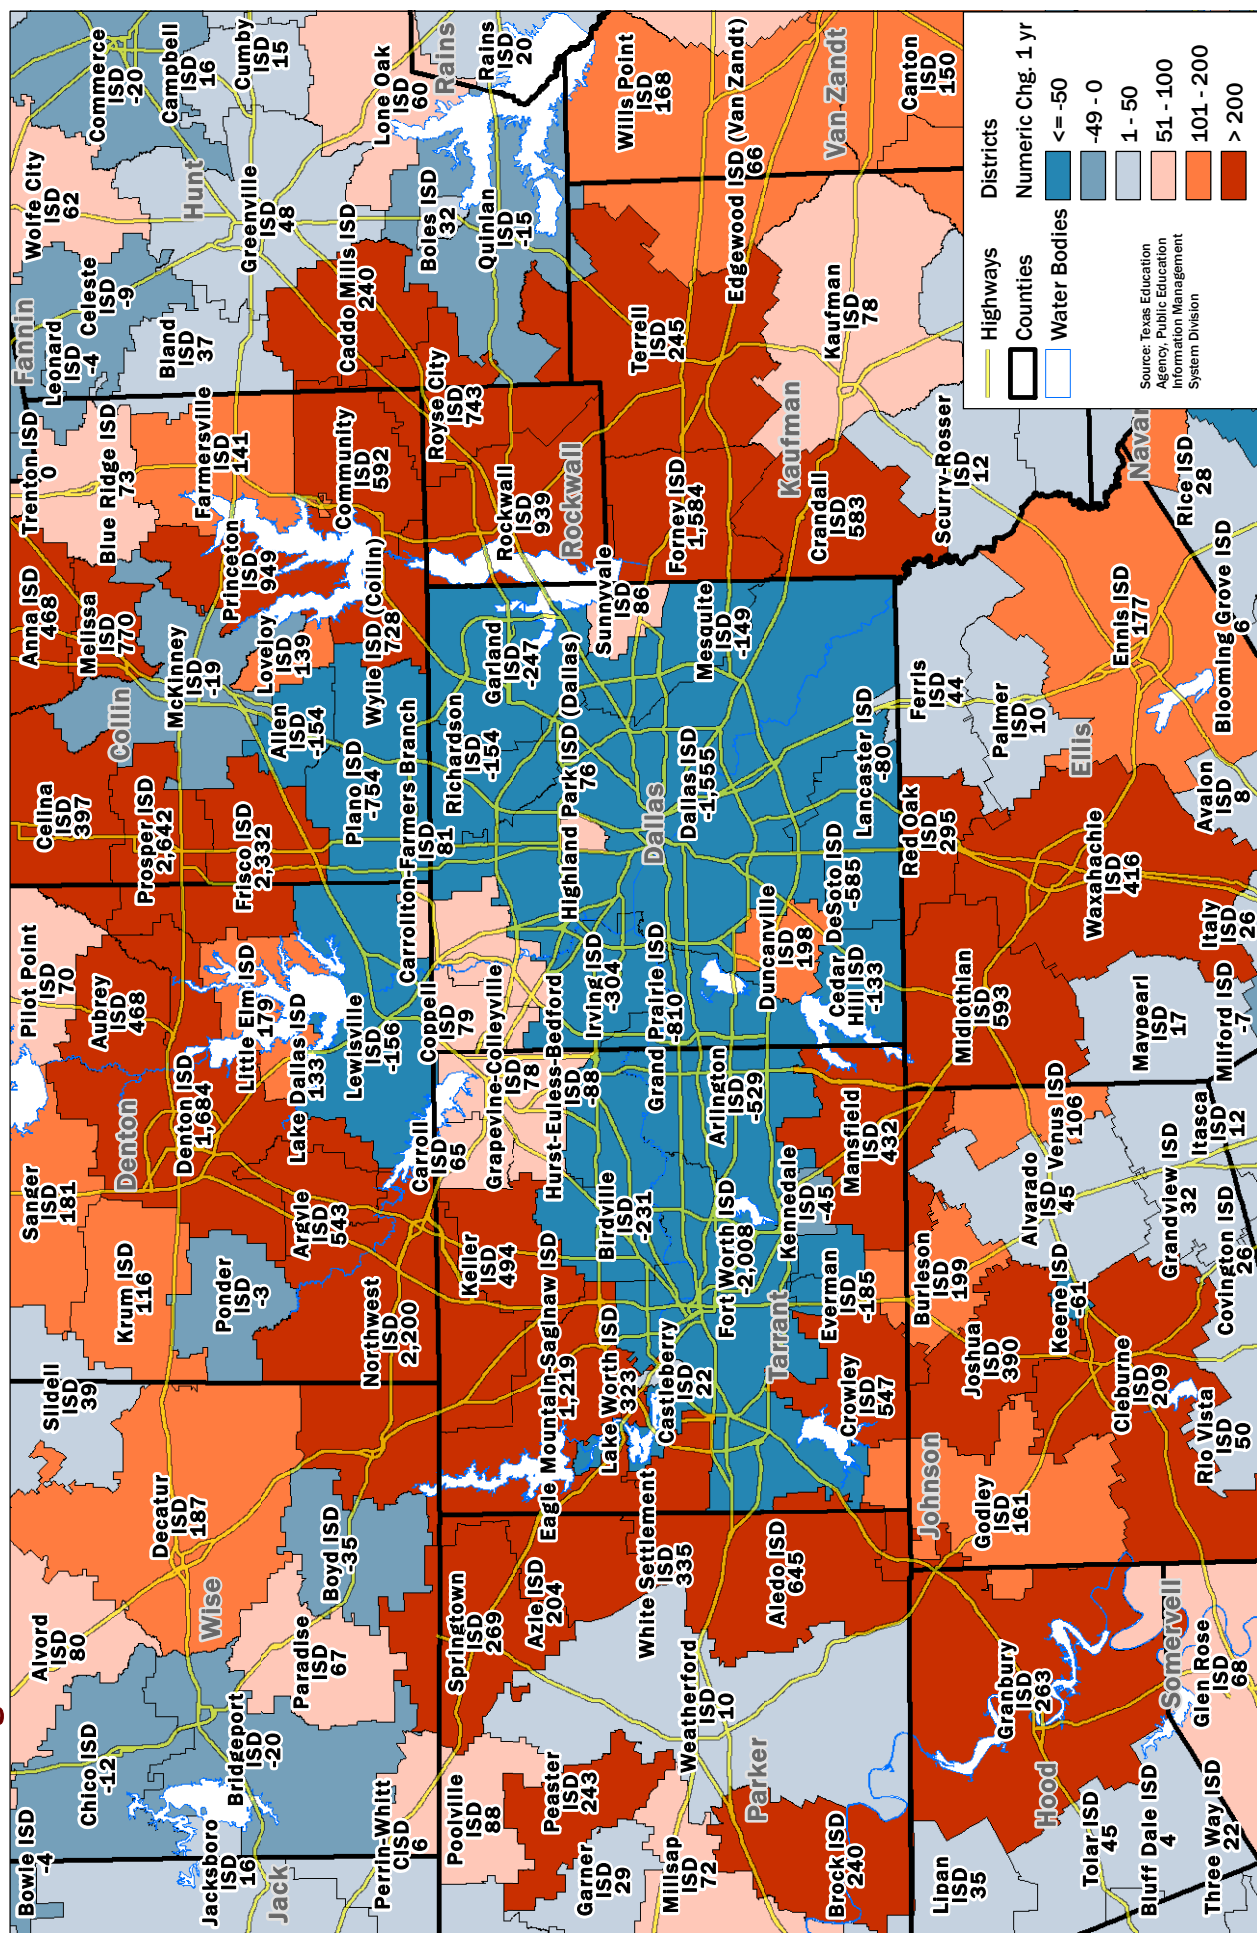 Bowie ISD
-4
Chico ISD
-12
Alvord
ISD
80
Decatur
ISD
187
Slidell
ISD
39
Sanger
ISD
181
Pilot Point
ISD
70
Celina
ISD
397
Anna ISD
468
Trenton ISD
0
Fannin
Leonard
ISD
-4
Wolfe City
ISD
62
Commerce
ISD
-20
Campbell
ISD
16
Cumby
ISD
15
Jacksboro
ISD
16
Jack
Bridgeport
ISD
-20
Wise
Paradise
ISD
67
Boyd ISD
-35
Krum ISD
116
Ponder
ISD
-3
Denton
Denton ISD
1,684
Aubrey
ISD
468
Little Elm ISD
179
Lake Dallas ISD
133
Argyle
ISD
543
Northwest
ISD
2,200
Lewisville
ISD
-156
Prosper ISD
2,642
Frisco ISD
2,332
Collin
McKinney
ISD
-19
Melissa
ISD
770
Blue Ridge ISD
73
Princeton
ISD
949
Farmersville
ISD
141
Lovejoy
ISD
139
Allen
ISD
-154
Plano ISD
-754
Wylie ISD (Collin)
728
Community
ISD
592
Celeste
ISD
-9
Bland
ISD
37
Hunt
Greenville
ISD
48
Caddo Mills ISD
240
Boles ISD
32
Quinlan
ISD
-15
Lone Oak
ISD
60
Rains
Rains
ISD
20
Perrin-Whitt
CISD
6
Poolville
ISD
88
Springtown
ISD
269
Peaster
ISD
243
Azle ISD
204
Garner
ISD
29
Millsap
ISD
72
Weatherford
ISD
10
Parker
Brock ISD
240
White Settlement
ISD
335
Aledo ISD
645
Eagle Mountain-Saginaw ISD
1,219
Keller
ISD
494
Carroll
ISD
65
Grapevine-Colleyville
ISD
78
Coppell
ISD
79
Carrollton-Farmers Branch
ISD
81
Hurst-Euless-Bedford
ISD
-88
Lake Worth ISD
323
Birdville
ISD
-231
Castleberry
ISD
22
Fort Worth ISD
-2,008
Tarrant
Arlington
ISD
-529
Kennedale
ISD
-45
Everman
ISD
-185
Crowley
ISD
547
Mansfield
ISD
432
Irving ISD
-304
Grand Prairie ISD
-810
Highland Park ISD (Dallas)
76
Dallas
Dallas ISD
-1,555
Richardson
ISD
-154
Garland
ISD
-247
Sunnyvale
ISD
86
Mesquite
ISD
-149
Duncanville
ISD
198
Cedar
Hill ISD
-133
DeSoto ISD
-585
Lancaster ISD
-80
Royse City
ISD
743
Rockwall
ISD
939
Rockwall
Forney ISD
1,584
Terrell
ISD
245
Kaufman
Crandall
ISD
583
Kaufman
ISD
78
Scurry-Rosser
ISD
12
Wills Point
ISD
168
Edgewood ISD (Van Zandt)
66
Van Zandt
Canton
ISD
150
Lipan
ISD
35
Hood
Granbury
ISD
263
Tolar ISD
45
Bluff Dale ISD
4
Three Way ISD
22
Somervell
Glen Rose
ISD
68
Johnson
Godley
ISD
161
Joshua
ISD
390
Burleson
ISD
199
Keene ISD
-61
Cleburne
ISD
209
Rio Vista
ISD
50
Alvarado
ISD
45
Venus ISD
106
Grandview ISD
32
Covington ISD
26
Itasca
ISD
12
Midlothian
ISD
593
Maypearl
ISD
17
Milford ISD
-7
Italy
ISD
26
Waxahachie
ISD
416
Red Oak
ISD
295
Ferris
ISD
44
Palmer
ISD
10
Ellis
Ennis ISD
177
Avalon
ISD
8
Blooming Grove ISD
6
Rice ISD
28
Navar
Highways
Counties
Water Bodies
Source: Texas Education
Agency, Public Education
Information Management
System Division
Districts
Numeric Chg. 1 yr
<= -50
-49 - 0
1 - 50
51 - 100
101 - 200
> 200